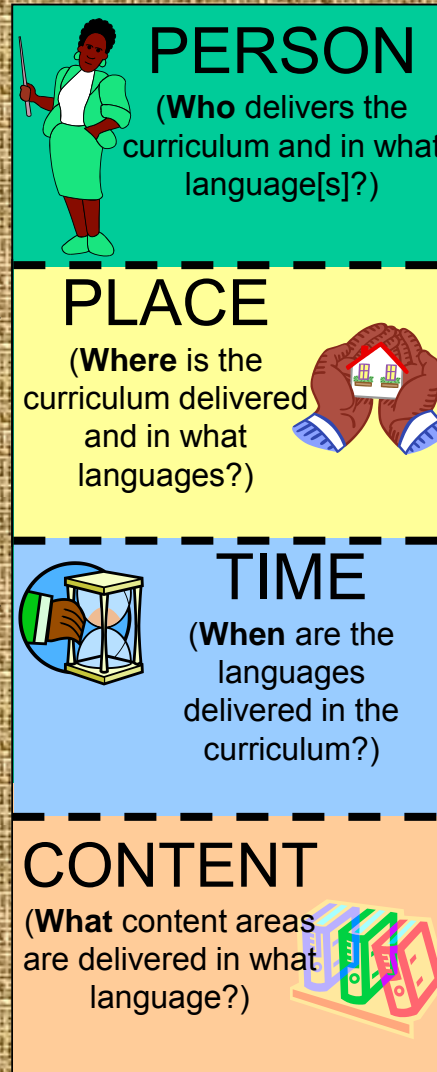 PERSON
(Who delivers the
curriculum and in what
language[s]?)
PLACE
(Where is the
curriculum delivered
and in what
languages?)
TIME
(When are the
languages
delivered in the
curriculum?)
CONTENT
(What content areas
are delivered in what
language?)